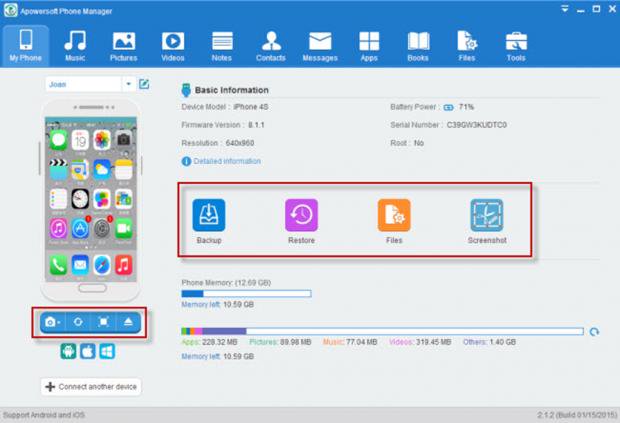 Apowersoft Phone Manager
My Phone
Music
Pictures
Videos
Notes
Contacts
Messages
Apps
Books
Files
Tools
Joan
Basic Information
Device Model : iPhone 4S
Battery Power : 71%
Firmware Version : 8.1.1
Serial Number : C39GW3KUDTC0
Resolution : 640x960
Root : No
Detailed information
Backup
Restore
Files
Screenshot
Phone Memory: (12.69 GB)
Memory left: 10.59 GB
Apps: 228.32 MB Pictures: 89.98 MB Music: 77.04 MB Videos: 319.45 MB Others: 1.40 GB
Memory left: 10.59 GB
Connect another device
Support Android and iOS
2.1.2 (Build 01/15/2015)